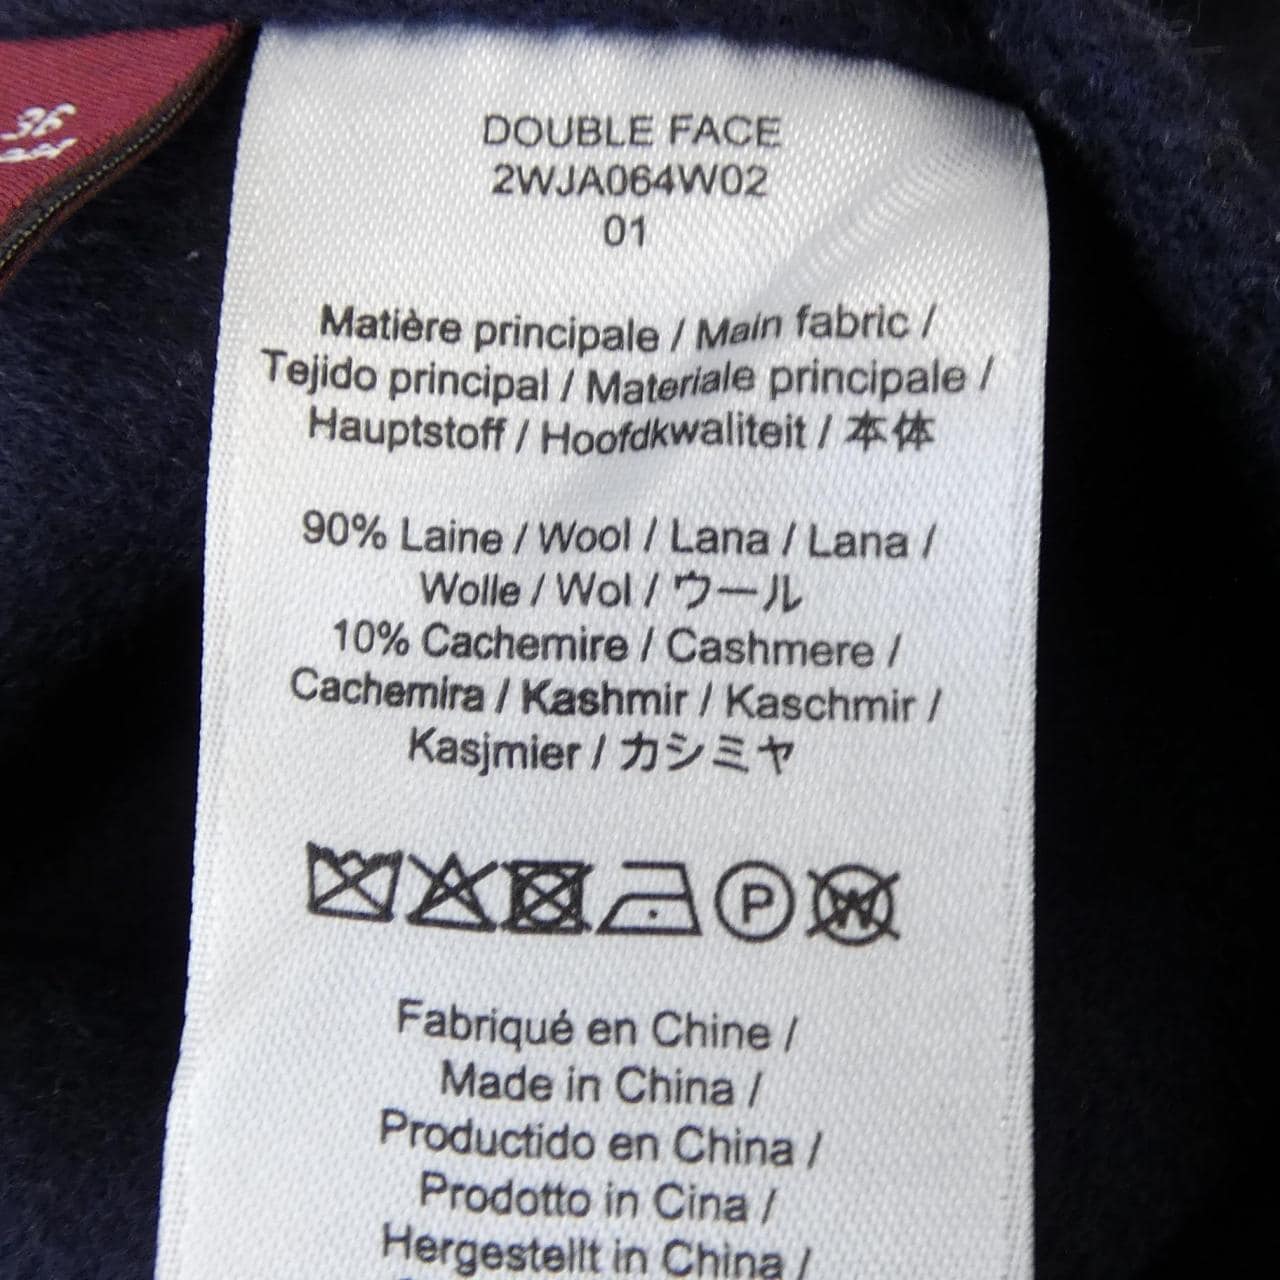 36
DOUBLE FACE
2WJA064W02
01
Matière principale / Main fabric /
Tejido principal / Materiale principale /
Hauptstoff / Hoofdkwaliteit / 本体
90% Laine / Wool / Lana / Lana /
Wolle / Wol / ウール
10% Cachemire / Cashmere /
Cachemira / Kashmir / Kaschmir /
Kasjmier / カシミヤ
P W
Fabriqué en Chine /
Made in China /
Productido en China /
Prodotto in Cina /
Hergestellt in China /